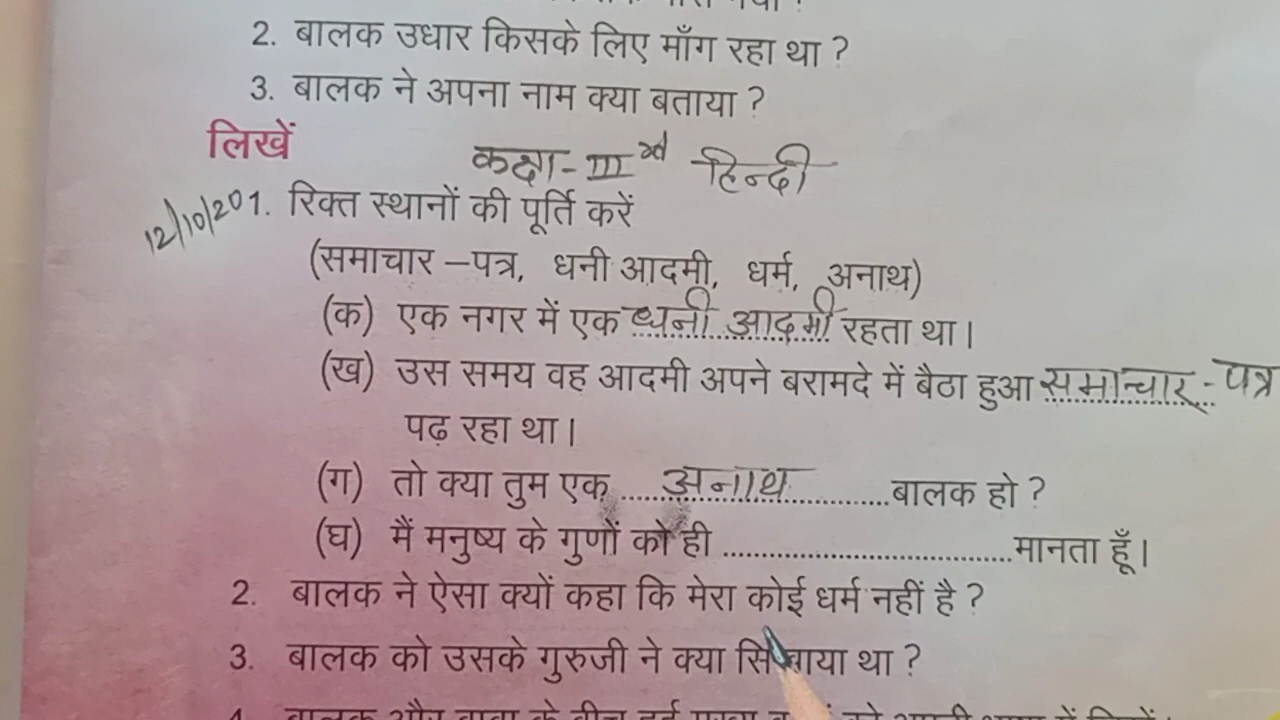 2. बालक उधार किसके लिए माँग रहा था ?
3. बालक ने अपना नाम क्या बताया ?
लिखें
कक्षा-III rd हिन्दी
12/10/20 1. रिक्त स्थानों की पूर्ति करें
(समाचार –पत्र, धनी आदमी, धर्म, अनाथ)
(क) एक नगर में एक धनी आदमी रहता था।
(ख) उस समय वह आदमी अपने बरामदे में बैठा हुआ समाचार-पत्र
पढ़ रहा था।
(ग) तो क्या तुम एक ..... अनाथ ..... बालक हो ?
(घ) मैं मनुष्य के गुणों को ही ................................ मानता हूँ।
2. बालक ने ऐसा क्यों कहा कि मेरा कोई धर्म नहीं है ?
3. बालक को उसके गुरुजी ने क्या था ?